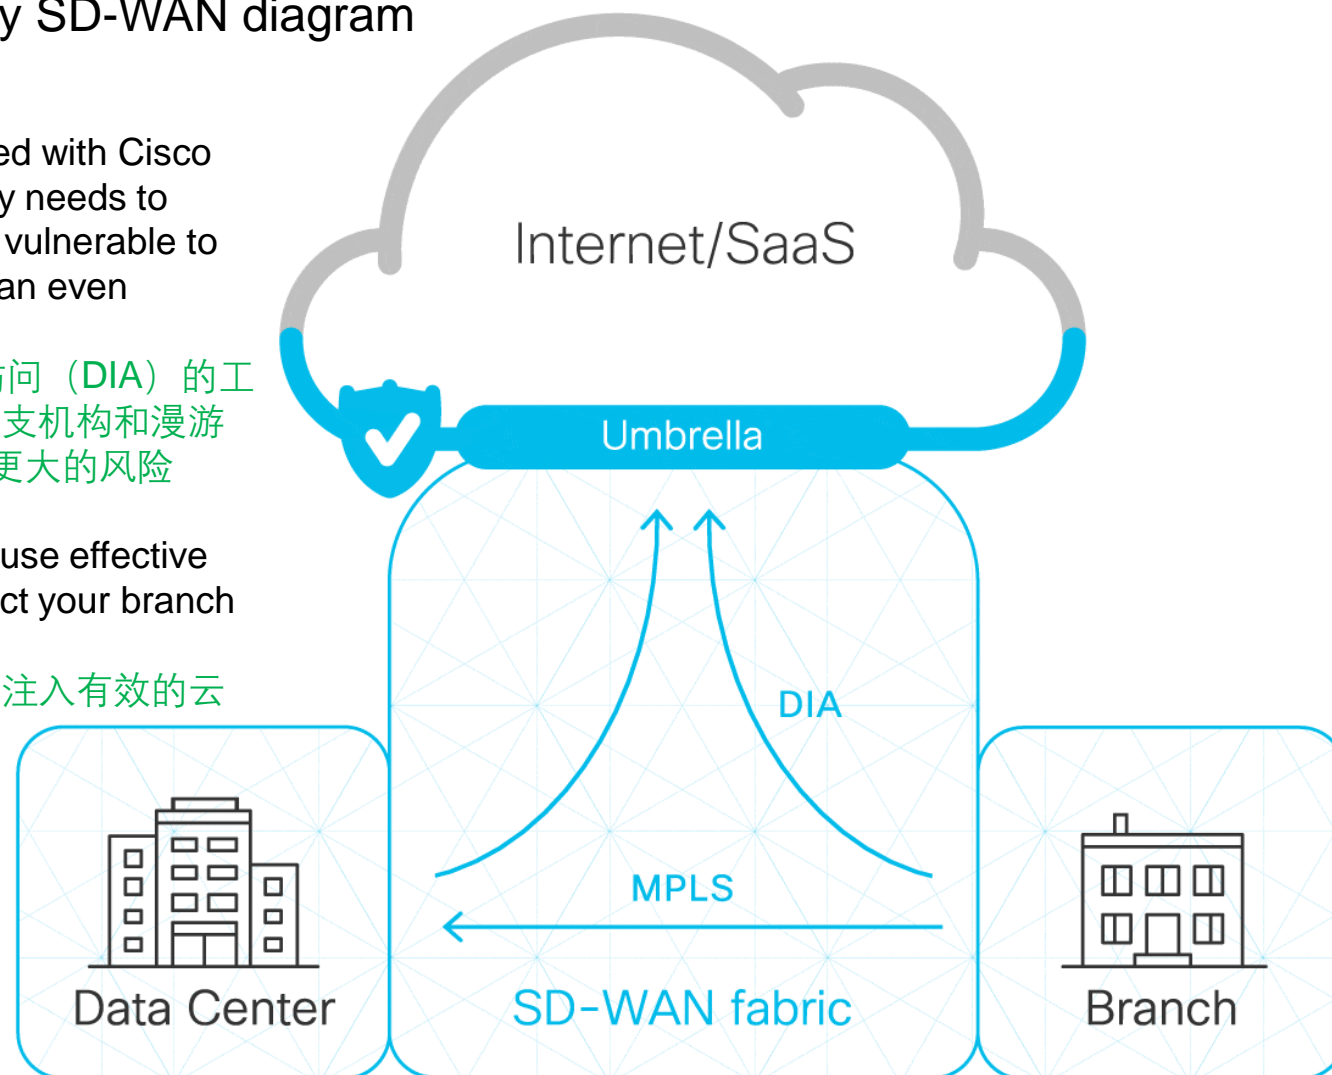 y SD-WAN diagram
ed with Cisco
y needs to
vulnerable to
an even
问（DIA）的工
支机构和漫游
更大的风险
use effective
ct your branch
注入有效的云
Internet/SaaS
Umbrella
DIA
MPLS
Data Center
SD-WAN fabric
Branch